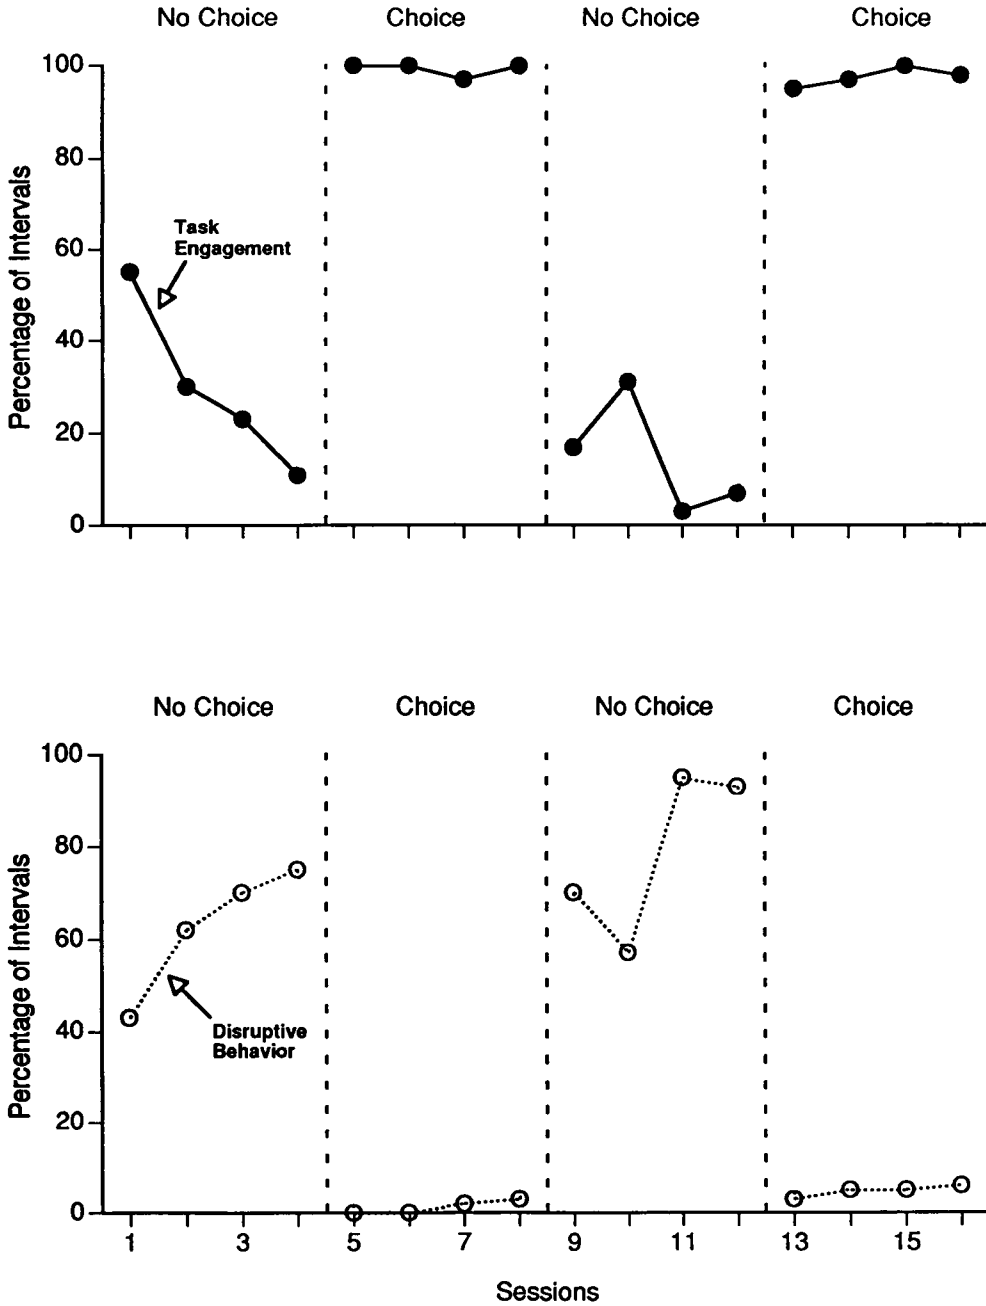 No Choice Choice No Choice Choice
100
80
60
40
20
0
Percentage of Intervals
Task
Engagement
No Choice Choice No Choice Choice
100
80
60
40
20
0
Percentage of Intervals
Disruptive
Behavior
1 3 5 7 9 11 13 15
Sessions